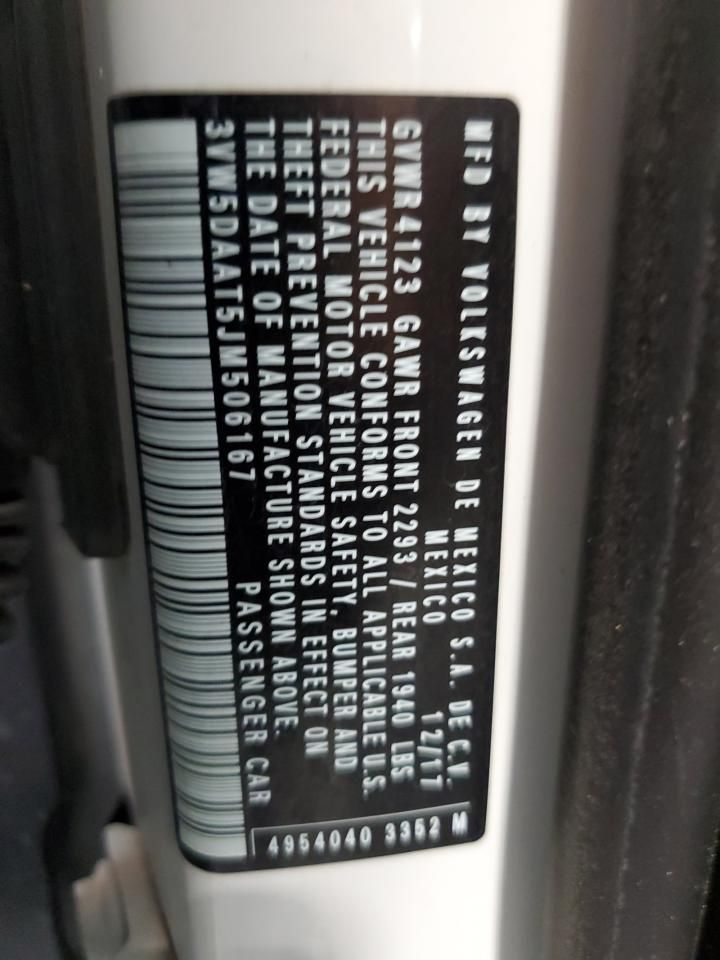 MFD BY VOLKSWAGEN DE MEXICO S.A. DE C.V.
MEXICO 12/17
GVWR 4123 GAWR FRONT 2293 / REAR 1940 LBS
THIS VEHICLE CONFORMS TO ALL APPLICABLE U.S.
FEDERAL MOTOR VEHICLE SAFETY, BUMPER AND
THEFT PREVENTION STANDARDS IN EFFECT ON
THE DATE OF MANUFACTURE SHOWN ABOVE.
3VW5DAAT5JM506167 PASSENGER CAR
4954040 3352 M